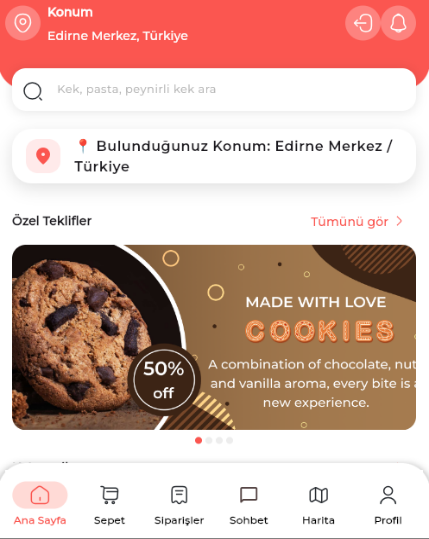 Konum
Edirne Merkez, Türkiye
Kek, pasta, peynirli kek ara
📍 Bulunduğunuz Konum: Edirne Merkez /
Türkiye
Özel Teklifler
Tümünü gör
MADE WITH LOVE
COOKIES
50%
off
A combination of chocolate, nut
and vanilla aroma, every bite is a
new experience.
Ana Sayfa
Sepet
Siparişler
Sohbet
Harita
Profil